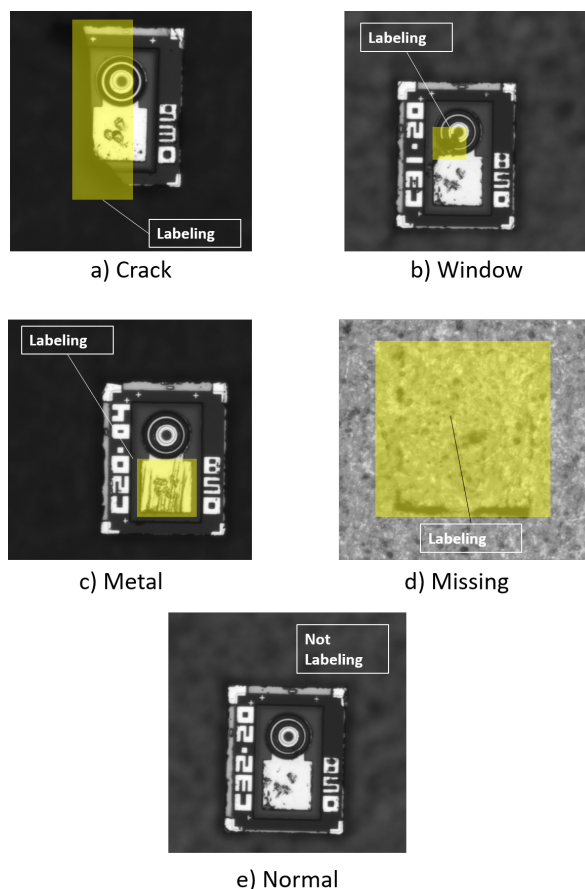 Labeling
a) Crack
Labeling
b) Window
Labeling
c) Metal
Labeling
d) Missing
Not
Labeling
e) Normal